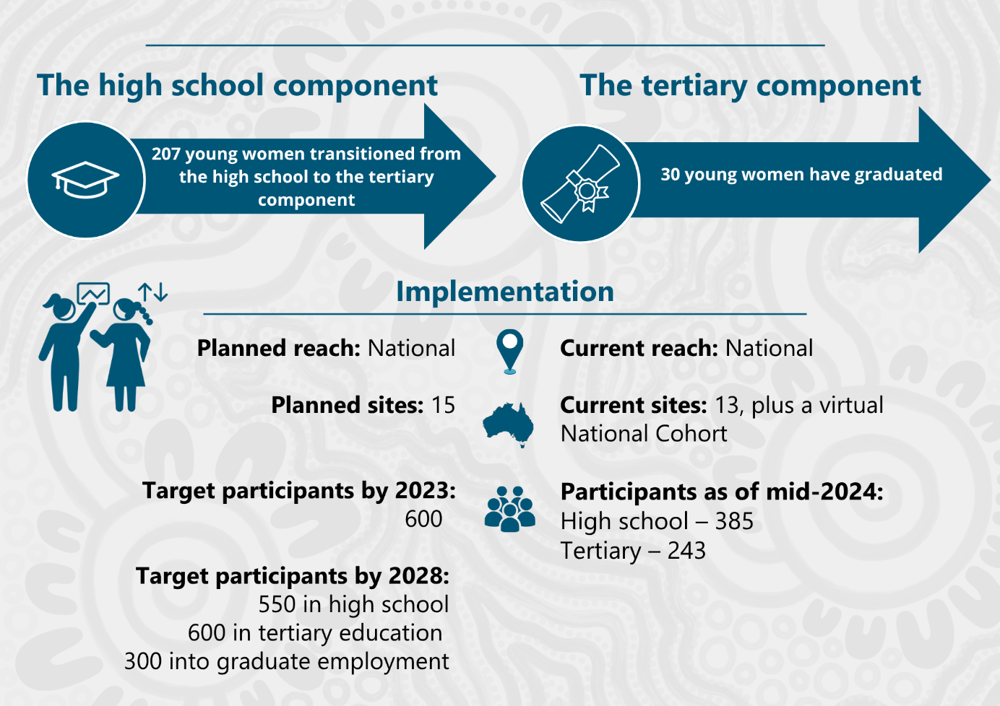 The high school component
207 young women transitioned from
the high school to the tertiary
component
The tertiary component
30 young women have graduated
Implementation
Planned reach: National
Current reach: National
Planned sites: 15
Current sites: 13, plus a virtual
National Cohort
Target participants by 2023:
600
Participants as of mid-2024:
High school – 385
Tertiary – 243
Target participants by 2028:
550 in high school
600 in tertiary education
300 into graduate employment